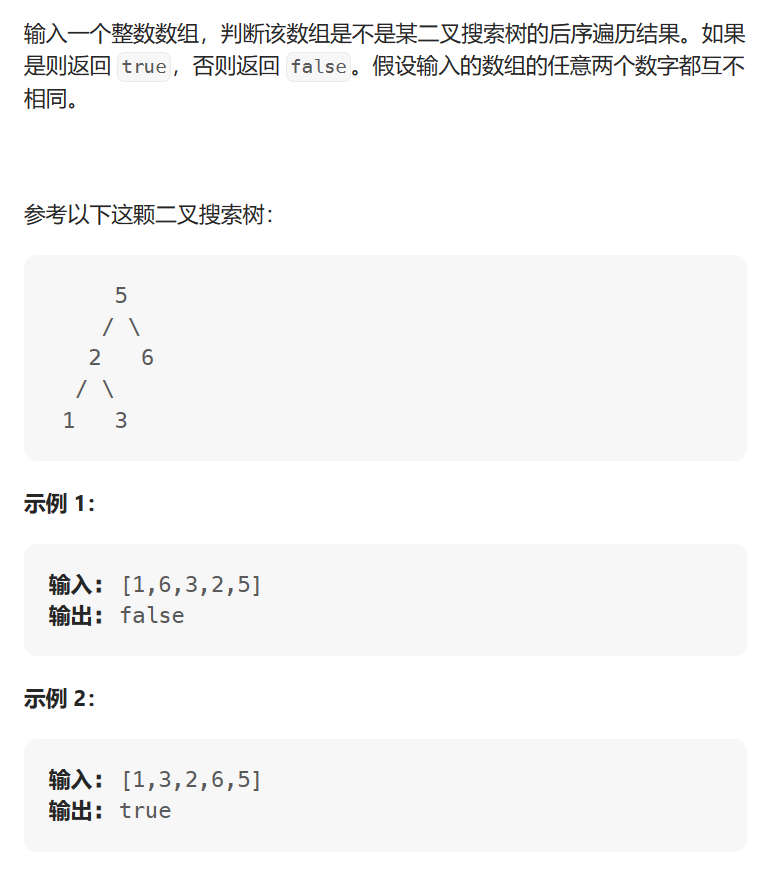 输入一个整数数组，判断该数组是不是某二叉搜索树的后序遍历结果。如果
是则返回 true，否则返回 false。假设输入的数组的任意两个数字都互不
相同。
参考以下这颗二叉搜索树：
5
/ \
2 6
/ \
1 3
示例 1：
输入： [1,6,3,2,5]
输出： false
示例 2：
输入： [1,3,2,6,5]
输出： true